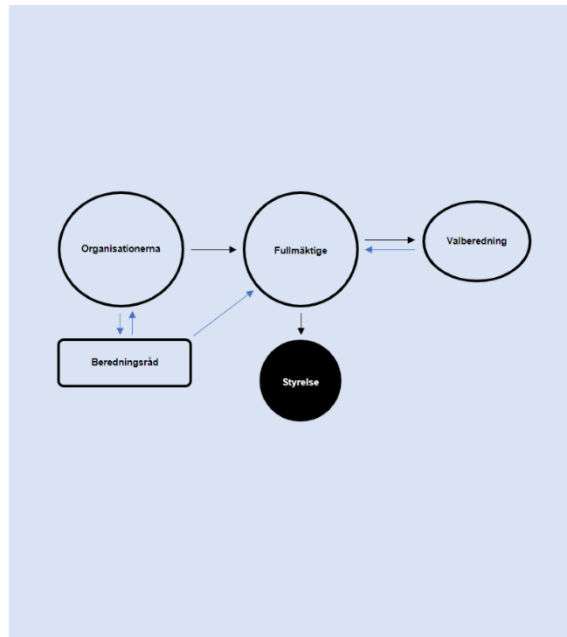 Organisationerna
Fullmäktige
Valberedning
Beredningsråd
Styrelse